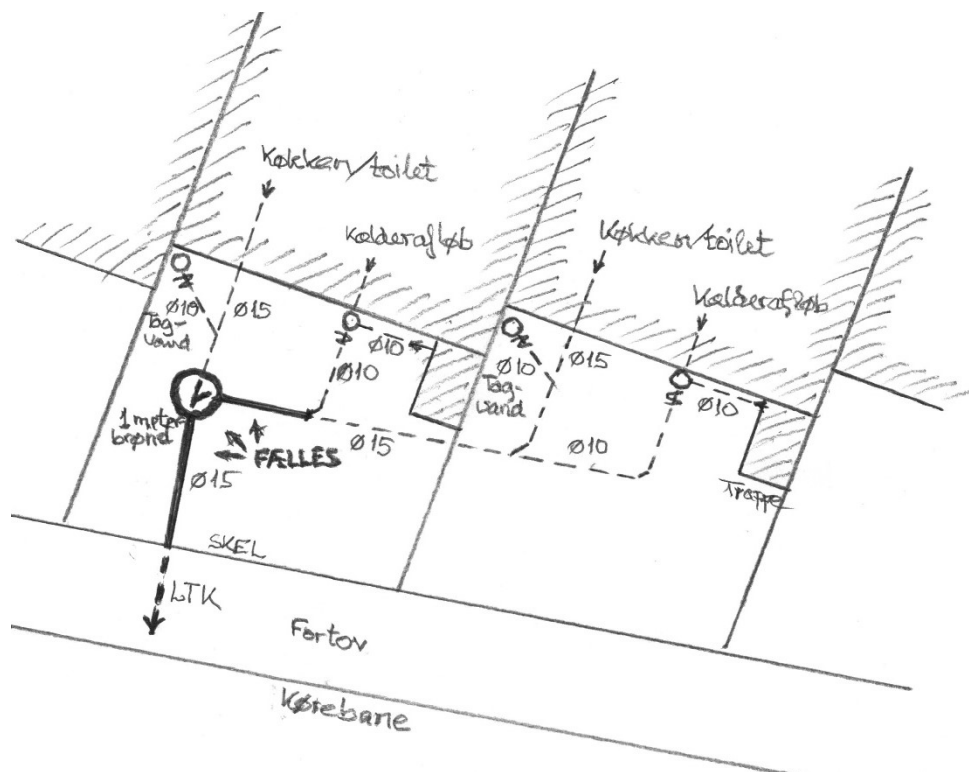 Køkken/toilet
Kælderafløb
Køkken/toilet
Kælderafløb
Ø10
Ø15
Tag-
vand
Ø10
Ø10
Ø10
Ø15
Tag-
vand
Ø10
1 meter
brønd
FÆLLES
Ø15
Ø15
Ø10
Trappe
SKEL
LTK
Fortov
Kørebane